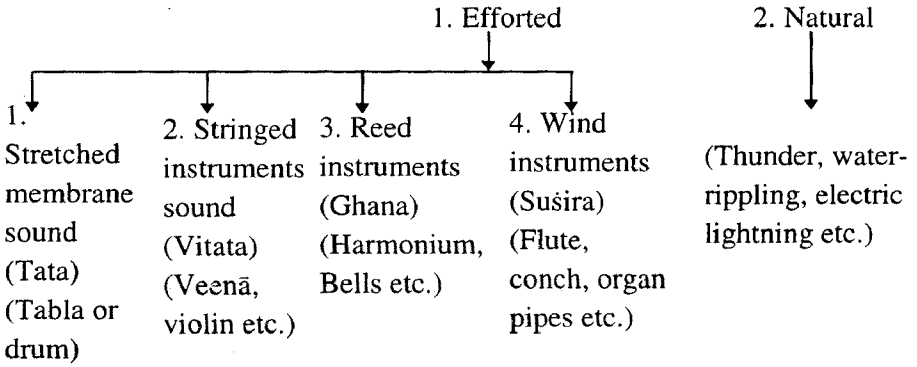 1. Efforted
2. Natural
1.
Stretched
membrane
sound
(Tata)
(Tabla or
drum)
2. Stringed
instruments
sound
(Vitata)
(Veenā,
violin etc.)
3. Reed
instruments
(Ghana)
(Harmonium,
Bells etc.)
4. Wind
instruments
(Suśira)
(Flute,
conch, organ
pipes etc.)
(Thunder, water-
rippling, electric
lightning etc.)